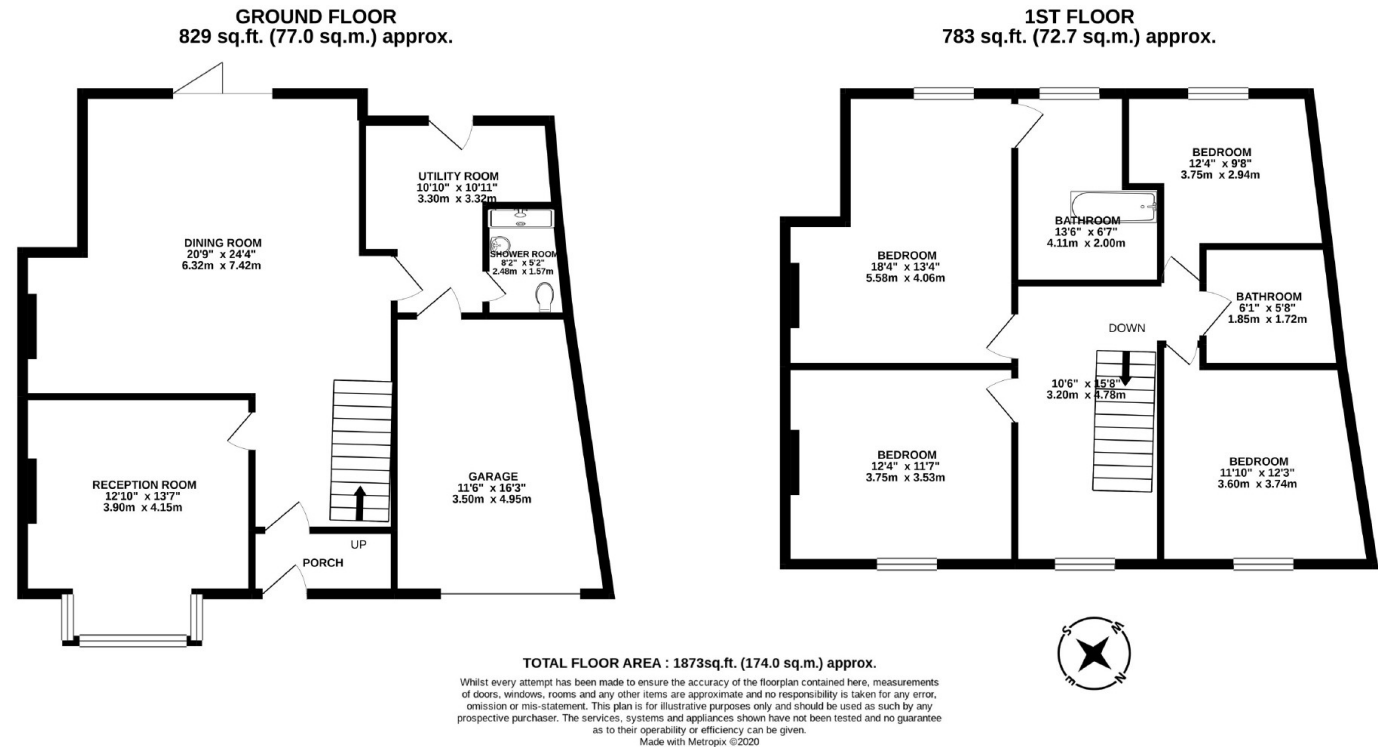 GROUND FLOOR
829 sq.ft. (77.0 sq.m.) approx.
1ST FLOOR
783 sq.ft. (72.7 sq.m.) approx.
UTILITY ROOM
10'10" x 10'11"
3.30m x 3.32m
DINING ROOM
20'9" x 24'4"
6.32m x 7.42m
SHOWER ROOM
8'2" x 5'2"
2.48m x 1.57m
RECEPTION ROOM
12'10" x 13'7"
3.90m x 4.15m
GARAGE
11'6" x 16'3"
3.50m x 4.95m
UP
PORCH
BEDROOM
12'4" x 9'8"
3.75m x 2.94m
BATHROOM
13'6" x 6'7"
4.11m x 2.00m
BEDROOM
18'4" x 13'4"
5.58m x 4.06m
BATHROOM
6'1" x 5'8"
1.85m x 1.72m
DOWN
10'6" x 15'8"
3.20m x 4.78m
BEDROOM
12'4" x 11'7"
3.75m x 3.53m
BEDROOM
11'10" x 12'3"
3.60m x 3.74m
S
W
E
N
TOTAL FLOOR AREA : 1873sq.ft. (174.0 sq.m.) approx.
Whilst every attempt has been made to ensure the accuracy of the floorplan contained here, measurements
of doors, windows, rooms and any other items are approximate and no responsibility is taken for any error,
omission or mis-statement. This plan is for illustrative purposes only and should be used as such by any
prospective purchaser. The services, systems and appliances shown have not been tested and no guarantee
as to their operability or efficiency can be given.
Made with Metropix ©2020